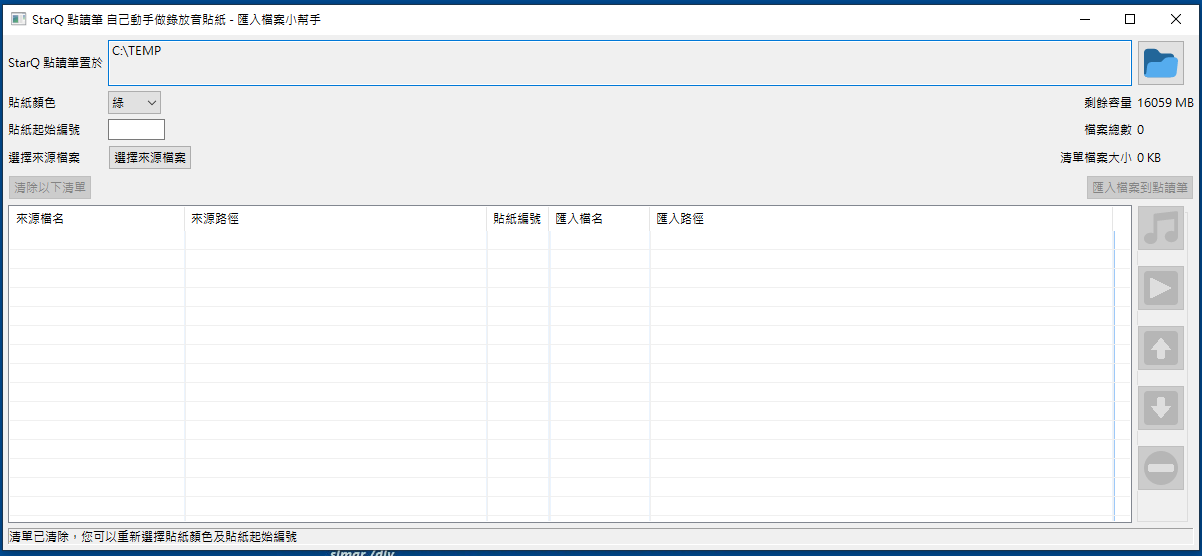 StarQ 點讀筆 自己動手做錄放音貼紙 - 匯入檔案小幫手
StarQ 點讀筆置於 C:\TEMP
貼紙顏色 綠 剩餘容量 16059 MB
貼紙起始編號 檔案總數 0
選擇來源檔案 選擇來源檔案 清單檔案大小 0 KB
清除以下清單 匯入檔案到點讀筆
來源檔名 來源路徑 貼紙編號 匯入檔名 匯入路徑
清單已清除，您可以重新選擇貼紙顏色及貼紙起始編號